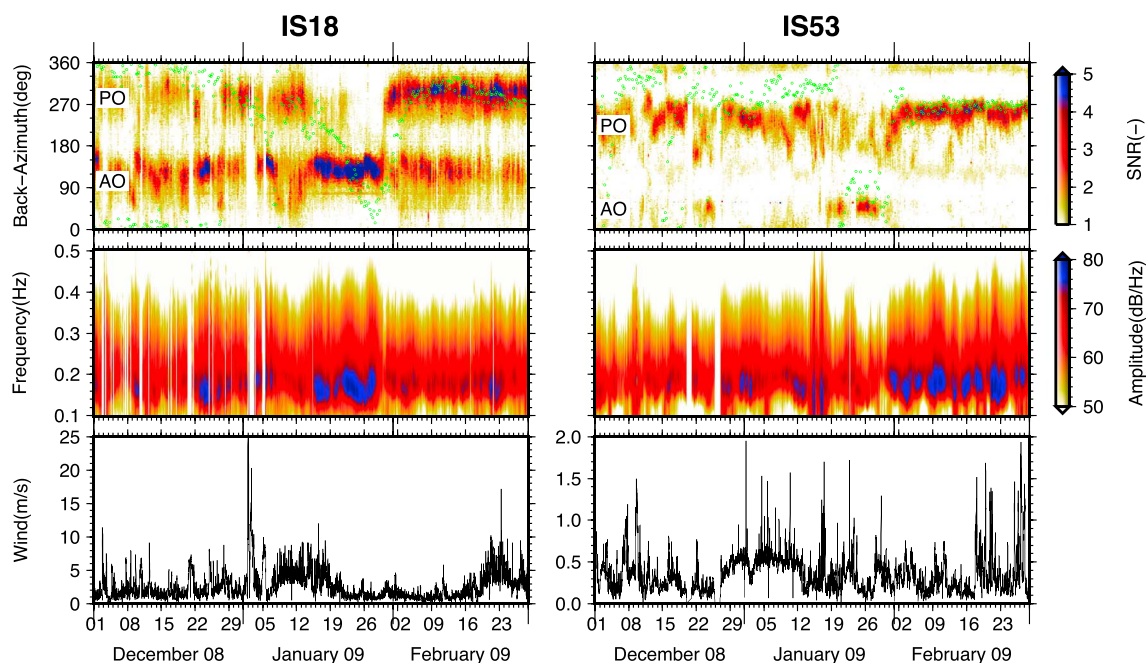 IS18 IS53
Back–Azimuth(deg)
360
270
180
90
0
PO
AO
PO
AO
SNR(–)
5
4
3
2
1
Frequency(Hz)
0.5
0.4
0.3
0.2
0.1
Amplitude(dB/Hz)
80
70
60
50
Wind(m/s)
25
20
15
10
5
0
2.0
1.5
1.0
0.5
0.0
01 08 15 22 29 05 12 19 26 02 09 16 23
01 08 15 22 29 05 12 19 26 02 09 16 23
December 08 January 09 February 09
December 08 January 09 February 09